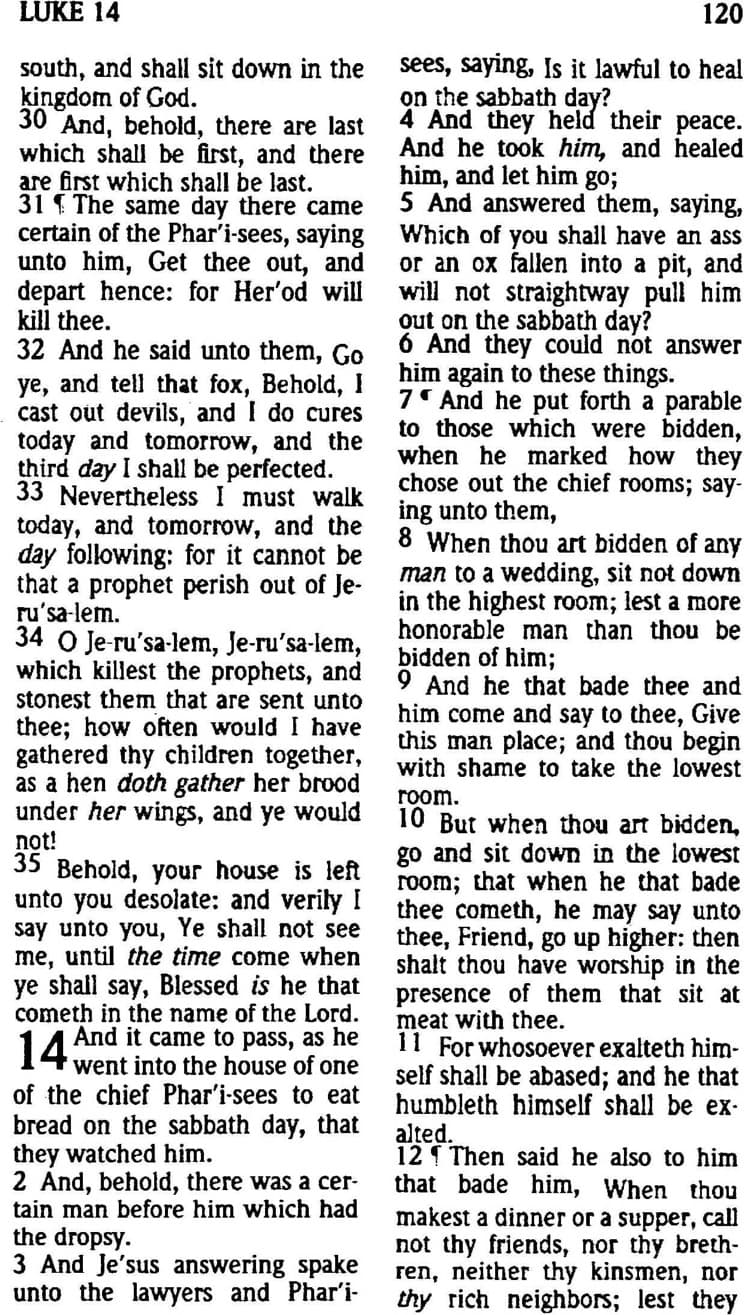 LUKE 14
120
south, and shall sit down in the
kingdom of God.
30 And, behold, there are last
which shall be first, and there
are first which shall be last.
31 ¶ The same day there came
certain of the Phar'i-sees, saying
unto him, Get thee out, and
depart hence: for Her'od will
kill thee.
32 And he said unto them, Go
ye, and tell that fox, Behold, I
cast out devils, and I do cures
today and tomorrow, and the
third day I shall be perfected.
33 Nevertheless I must walk
today, and tomorrow, and the
day following: for it cannot be
that a prophet perish out of Je-
ru'sa-lem.
34 O Je-ru'sa-lem, Je-ru'sa-lem,
which killest the prophets, and
stonest them that are sent unto
thee; how often would I have
gathered thy children together,
as a hen doth gather her brood
under her wings, and ye would
not!
35 Behold, your house is left
unto you desolate: and verily I
say unto you, Ye shall not see
me, until the time come when
ye shall say, Blessed is he that
cometh in the name of the Lord.
14 And it came to pass, as he
went into the house of one
of the chief Phar'i-sees to eat
bread on the sabbath day, that
they watched him.
2 And, behold, there was a cer-
tain man before him which had
the dropsy.
3 And Je'sus answering spake
unto the lawyers and Phar'i-
sees, saying, Is it lawful to heal
on the sabbath day?
4 And they held their peace.
And he took him, and healed
him, and let him go;
5 And answered them, saying,
Which of you shall have an ass
or an ox fallen into a pit, and
will not straightway pull him
out on the sabbath day?
6 And they could not answer
him again to these things.
7 ¶ And he put forth a parable
to those which were bidden,
when he marked how they
chose out the chief rooms; say-
ing unto them,
8 When thou art bidden of any
man to a wedding, sit not down
in the highest room; lest a more
honorable man than thou be
bidden of him;
9 And he that bade thee and
him come and say to thee, Give
this man place; and thou begin
with shame to take the lowest
room.
10 But when thou art bidden,
go and sit down in the lowest
room; that when he that bade
thee cometh, he may say unto
thee, Friend, go up higher: then
shalt thou have worship in the
presence of them that sit at
meat with thee.
11 For whosoever exalteth him-
self shall be abased; and he that
humbleth himself shall be ex-
alted.
12 ¶ Then said he also to him
that bade him, When thou
makest a dinner or a supper, call
not thy friends, nor thy breth-
ren, neither thy kinsmen, nor
thy rich neighbors; lest they